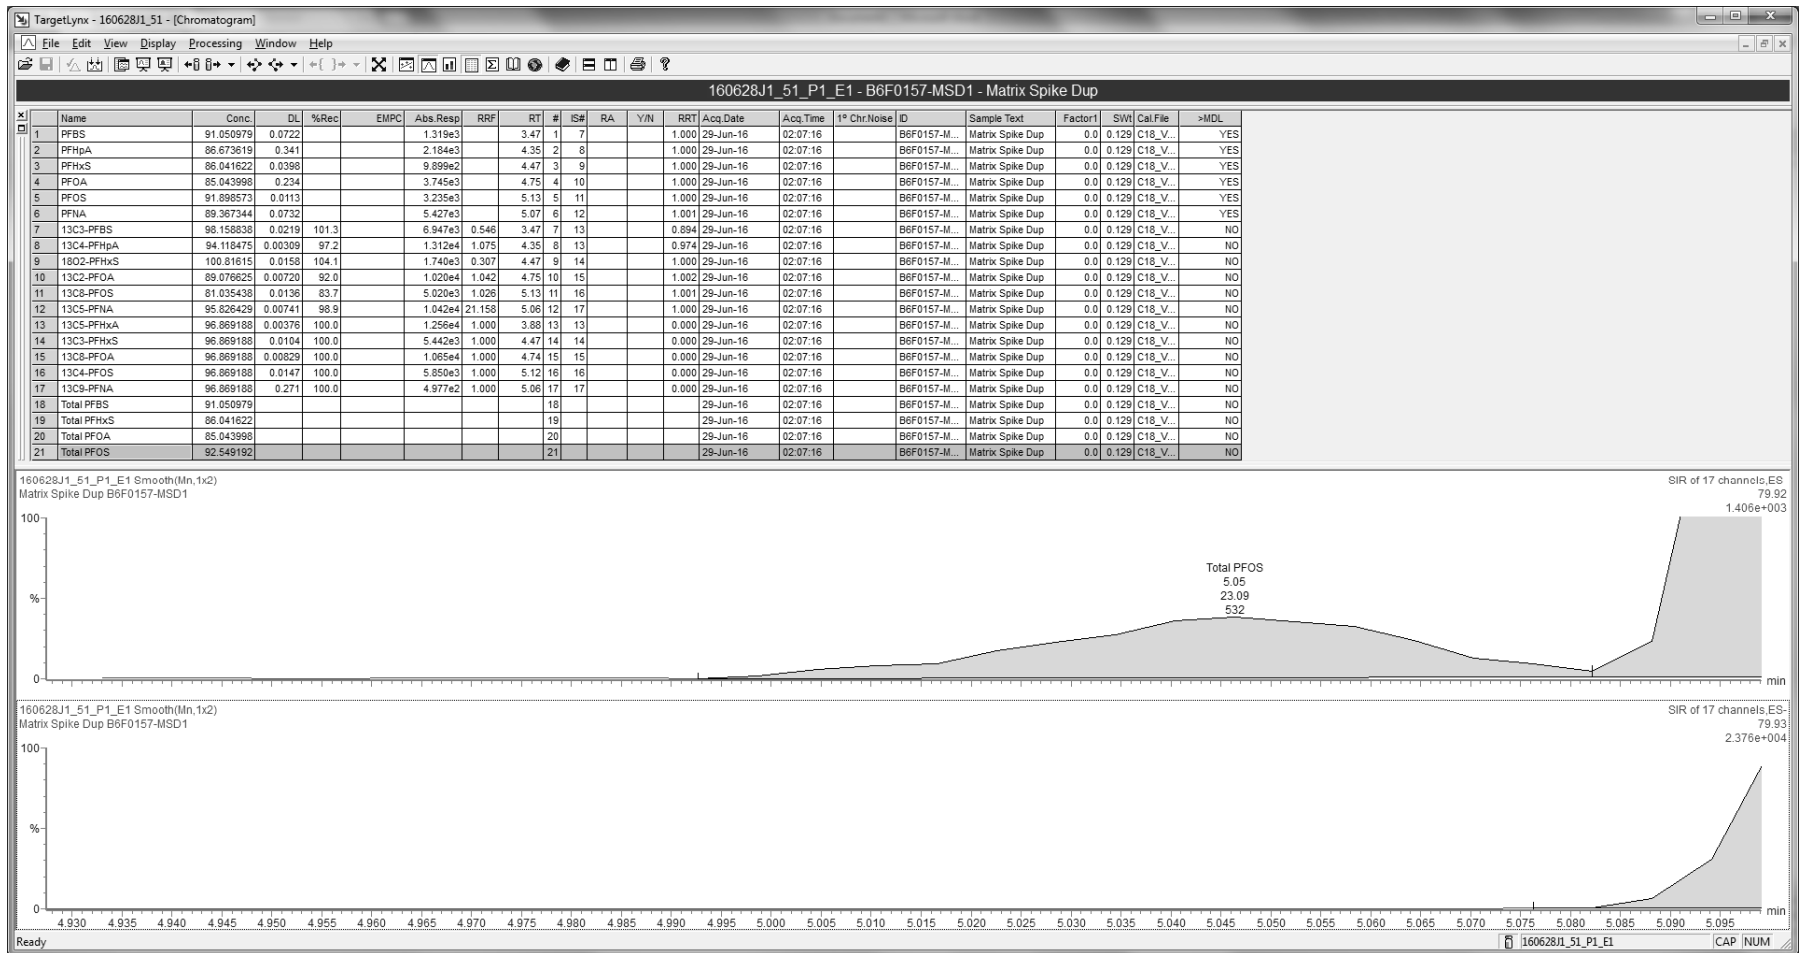 TargetLynx - 160628J1_51 - [Chromatogram]
File Edit View Display Processing Window Help
160628J1_51_P1_E1 - B6F0157-MSD1 - Matrix Spike Dup
Name Conc. DL %Rec EMPC Abs.Resp RRF RT # IS# RA Y/N RRT Acq.Date Acq.Time 1º Chr.Noise ID Sample Text Factor1 SWt Cal.File >MDL
1 PFBS 91.050979 0.0722 1.319e3 3.47 1 7 1.000 29-Jun-16 02:07:16 B6F0157-M... Matrix Spike Dup 0.0 0.129 C18_V... YES
2 PFHpA 86.673619 0.341 2.184e3 4.35 2 8 1.000 29-Jun-16 02:07:16 B6F0157-M... Matrix Spike Dup 0.0 0.129 C18_V... YES
3 PFHxS 86.041622 0.0398 9.899e2 4.47 3 9 1.000 29-Jun-16 02:07:16 B6F0157-M... Matrix Spike Dup 0.0 0.129 C18_V... YES
4 PFOA 85.043998 0.234 3.745e3 4.75 4 10 1.000 29-Jun-16 02:07:16 B6F0157-M... Matrix Spike Dup 0.0 0.129 C18_V... YES
5 PFOS 91.898573 0.0113 3.235e3 5.13 5 11 1.000 29-Jun-16 02:07:16 B6F0157-M... Matrix Spike Dup 0.0 0.129 C18_V... YES
6 PFNA 89.367344 0.0732 5.427e3 5.07 6 12 1.001 29-Jun-16 02:07:16 B6F0157-M... Matrix Spike Dup 0.0 0.129 C18_V... YES
7 13C3-PFBS 98.158838 0.0219 101.3 6.947e3 0.546 3.47 7 13 0.894 29-Jun-16 02:07:16 B6F0157-M... Matrix Spike Dup 0.0 0.129 C18_V... NO
8 13C4-PFHpA 94.118475 0.00309 97.2 1.312e4 1.075 4.35 8 13 0.974 29-Jun-16 02:07:16 B6F0157-M... Matrix Spike Dup 0.0 0.129 C18_V... NO
9 18O2-PFHxS 100.81615 0.0158 104.1 1.740e3 0.307 4.47 9 14 1.000 29-Jun-16 02:07:16 B6F0157-M... Matrix Spike Dup 0.0 0.129 C18_V... NO
10 13C2-PFOA 89.076625 0.00720 92.0 1.020e4 1.042 4.75 10 15 1.002 29-Jun-16 02:07:16 B6F0157-M... Matrix Spike Dup 0.0 0.129 C18_V... NO
11 13C8-PFOS 81.035438 0.0136 83.7 5.020e3 1.026 5.13 11 16 1.001 29-Jun-16 02:07:16 B6F0157-M... Matrix Spike Dup 0.0 0.129 C18_V... NO
12 13C5-PFNA 95.826429 0.00741 98.9 1.042e4 21.158 5.06 12 17 1.000 29-Jun-16 02:07:16 B6F0157-M... Matrix Spike Dup 0.0 0.129 C18_V... NO
13 13C5-PFHxA 96.869188 0.00376 100.0 1.256e4 1.000 3.88 13 13 0.000 29-Jun-16 02:07:16 B6F0157-M... Matrix Spike Dup 0.0 0.129 C18_V... NO
14 13C3-PFHxS 96.869188 0.0104 100.0 5.442e3 1.000 4.47 14 14 0.000 29-Jun-16 02:07:16 B6F0157-M... Matrix Spike Dup 0.0 0.129 C18_V... NO
15 13C8-PFOA 96.869188 0.00829 100.0 1.065e4 1.000 4.74 15 15 0.000 29-Jun-16 02:07:16 B6F0157-M... Matrix Spike Dup 0.0 0.129 C18_V... NO
16 13C4-PFOS 96.869188 0.0147 100.0 5.850e3 1.000 5.12 16 16 0.000 29-Jun-16 02:07:16 B6F0157-M... Matrix Spike Dup 0.0 0.129 C18_V... NO
17 13C9-PFNA 96.869188 0.271 100.0 4.977e2 1.000 5.06 17 17 0.000 29-Jun-16 02:07:16 B6F0157-M... Matrix Spike Dup 0.0 0.129 C18_V... NO
18 Total PFBS 91.050979 18 29-Jun-16 02:07:16 B6F0157-M... Matrix Spike Dup 0.0 0.129 C18_V... NO
19 Total PFHxS 86.041622 19 29-Jun-16 02:07:16 B6F0157-M... Matrix Spike Dup 0.0 0.129 C18_V... NO
20 Total PFOA 85.043998 20 29-Jun-16 02:07:16 B6F0157-M... Matrix Spike Dup 0.0 0.129 C18_V... NO
21 Total PFOS 92.549192 21 29-Jun-16 02:07:16 B6F0157-M... Matrix Spike Dup 0.0 0.129 C18_V... NO
160628J1_51_P1_E1 Smooth(Mn,1x2) SIR of 17 channels,ES-
Matrix Spike Dup B6F0157-MSD1 79.92
1.406e+003
100
Total PFOS
5.05
23.09
532
%
0
min
160628J1_51_P1_E1 Smooth(Mn,1x2) SIR of 17 channels,ES-
Matrix Spike Dup B6F0157-MSD1 79.93
2.376e+004
100
%
0
min
4.930 4.935 4.940 4.945 4.950 4.955 4.960 4.965 4.970 4.975 4.980 4.985 4.990 4.995 5.000 5.005 5.010 5.015 5.020 5.025 5.030 5.035 5.040 5.045 5.050 5.055 5.060 5.065 5.070 5.075 5.080 5.085 5.090 5.095
Ready 160628J1_51_P1_E1 CAP NUM